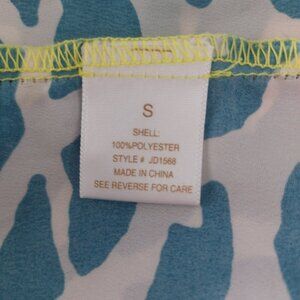 S
SHELL:
100%POLYESTER
STYLE # JD1568
MADE IN CHINA
SEE REVERSE FOR CARE